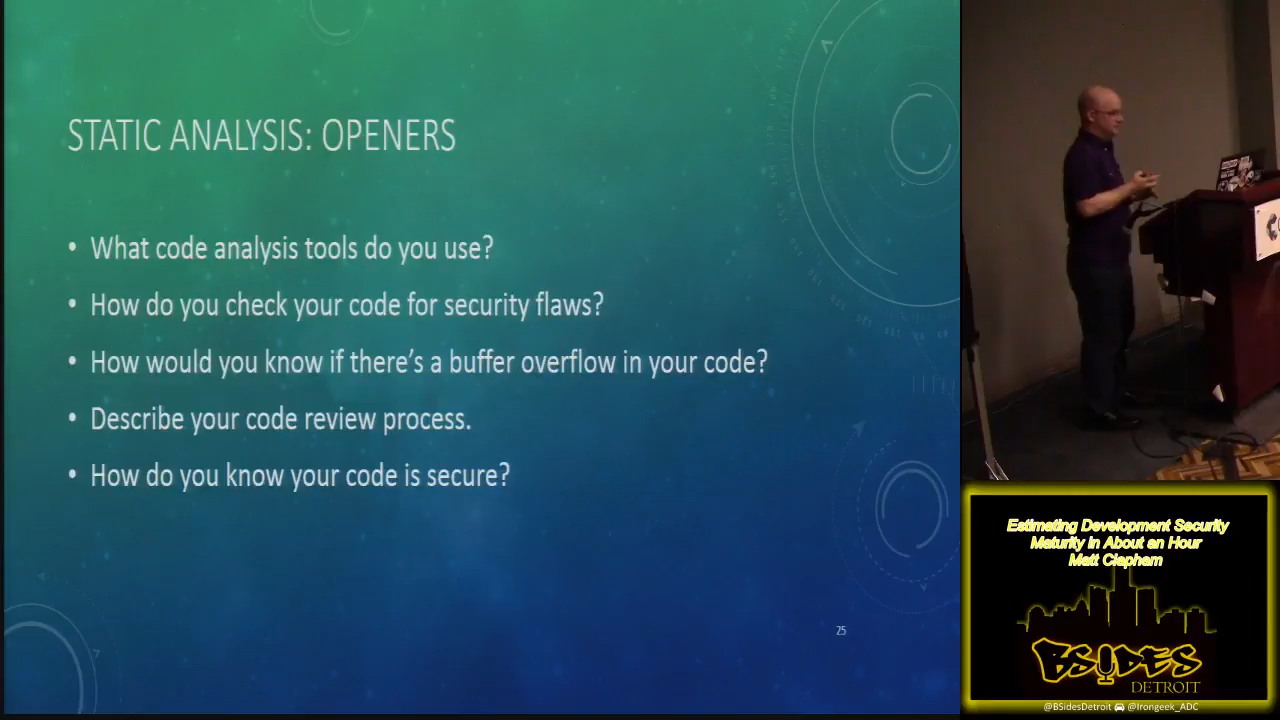 STATIC ANALYSIS: OPENERS
• What code analysis tools do you use?
• How do you check your code for security flaws?
• How would you know if there's a buffer overflow in your code?
• Describe your code review process.
• How do you know your code is secure?
25
Estimating Development Security
Maturity in About an Hour
Matt Clapham
BSIDES
DETROIT
@BSidesDetroit @Irongeek_ADC